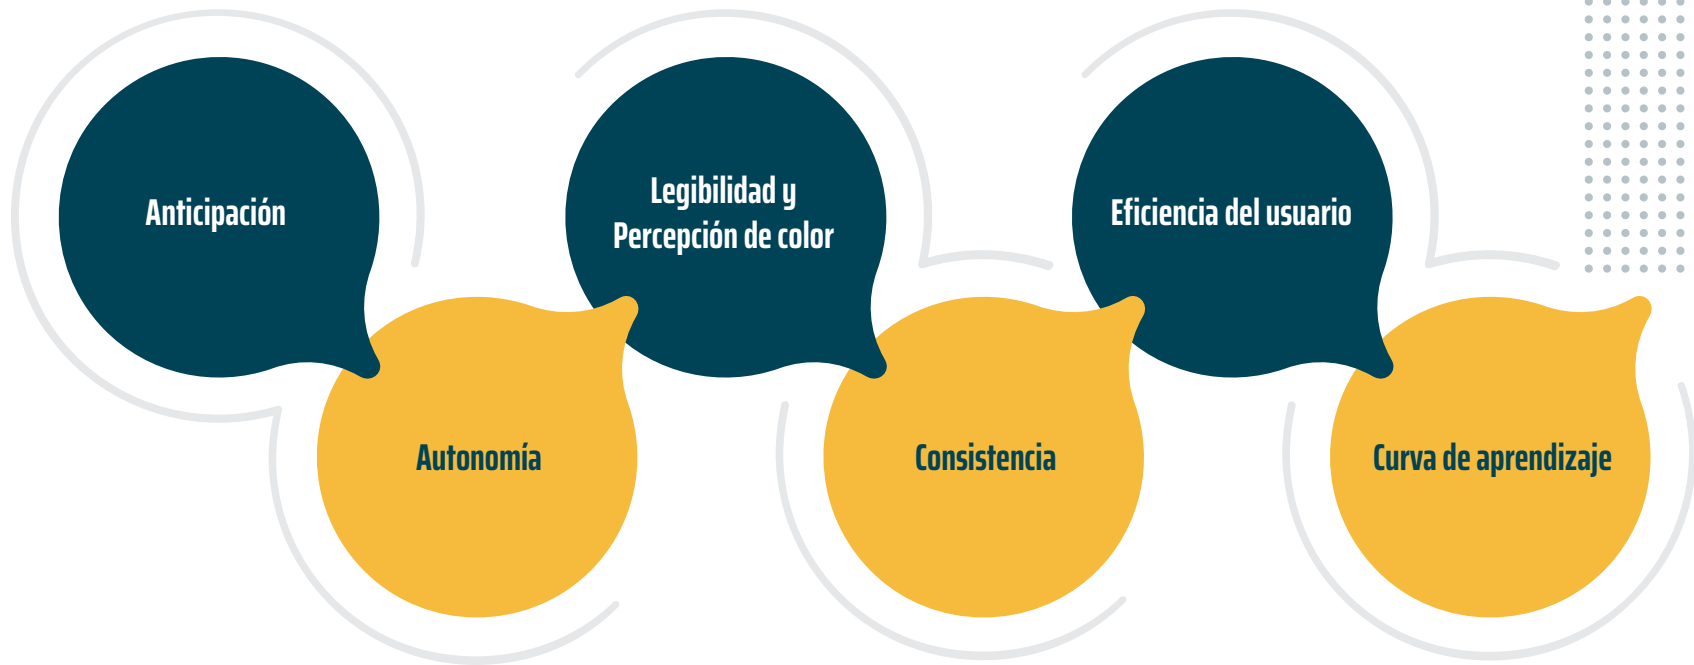 Anticipación
Autonomía
Legibilidad y
Percepción de color
Consistencia
Eficiencia del usuario
Curva de aprendizaje